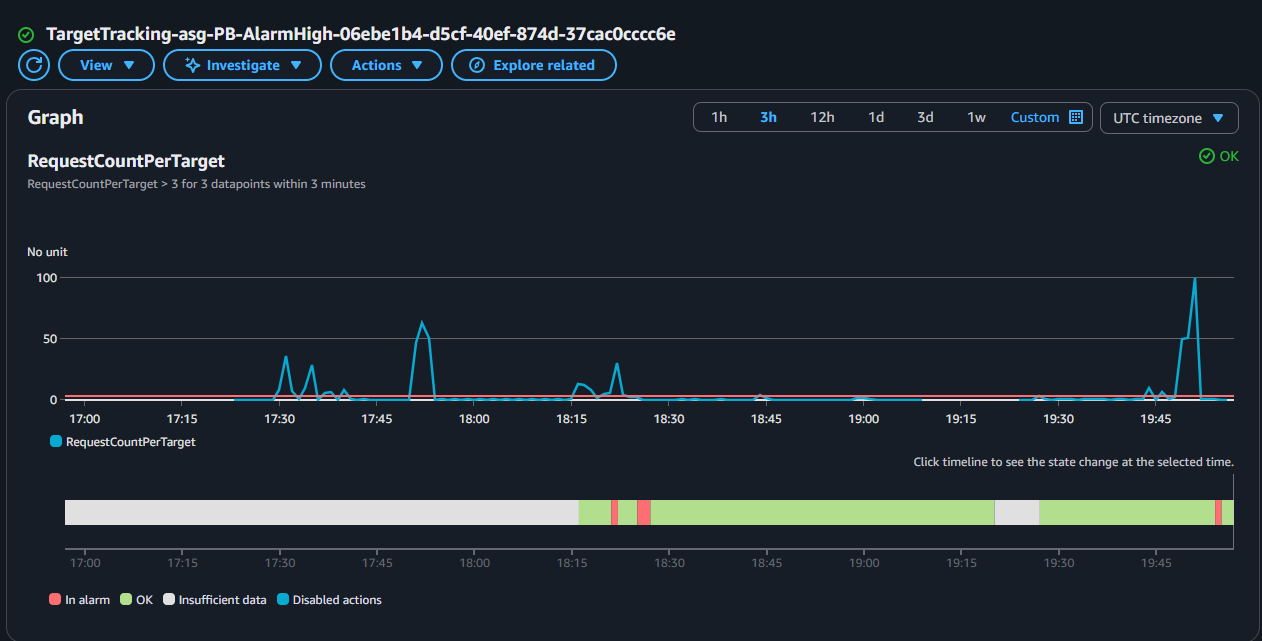 TargetTracking-asg-PB-AlarmHigh-06ebe1b4-d5cf-40ef-874d-37cac0cccc6e
View Investigate Actions Explore related
Graph 1h 3h 12h 1d 3d 1w Custom UTC timezone
RequestCountPerTarget OK
RequestCountPerTarget > 3 for 3 datapoints within 3 minutes
No unit
100
50
0
17:00 17:15 17:30 17:45 18:00 18:15 18:30 18:45 19:00 19:15 19:30 19:45
RequestCountPerTarget
Click timeline to see the state change at the selected time.
17:00 17:15 17:30 17:45 18:00 18:15 18:30 18:45 19:00 19:15 19:30 19:45
In alarm OK Insufficient data Disabled actions